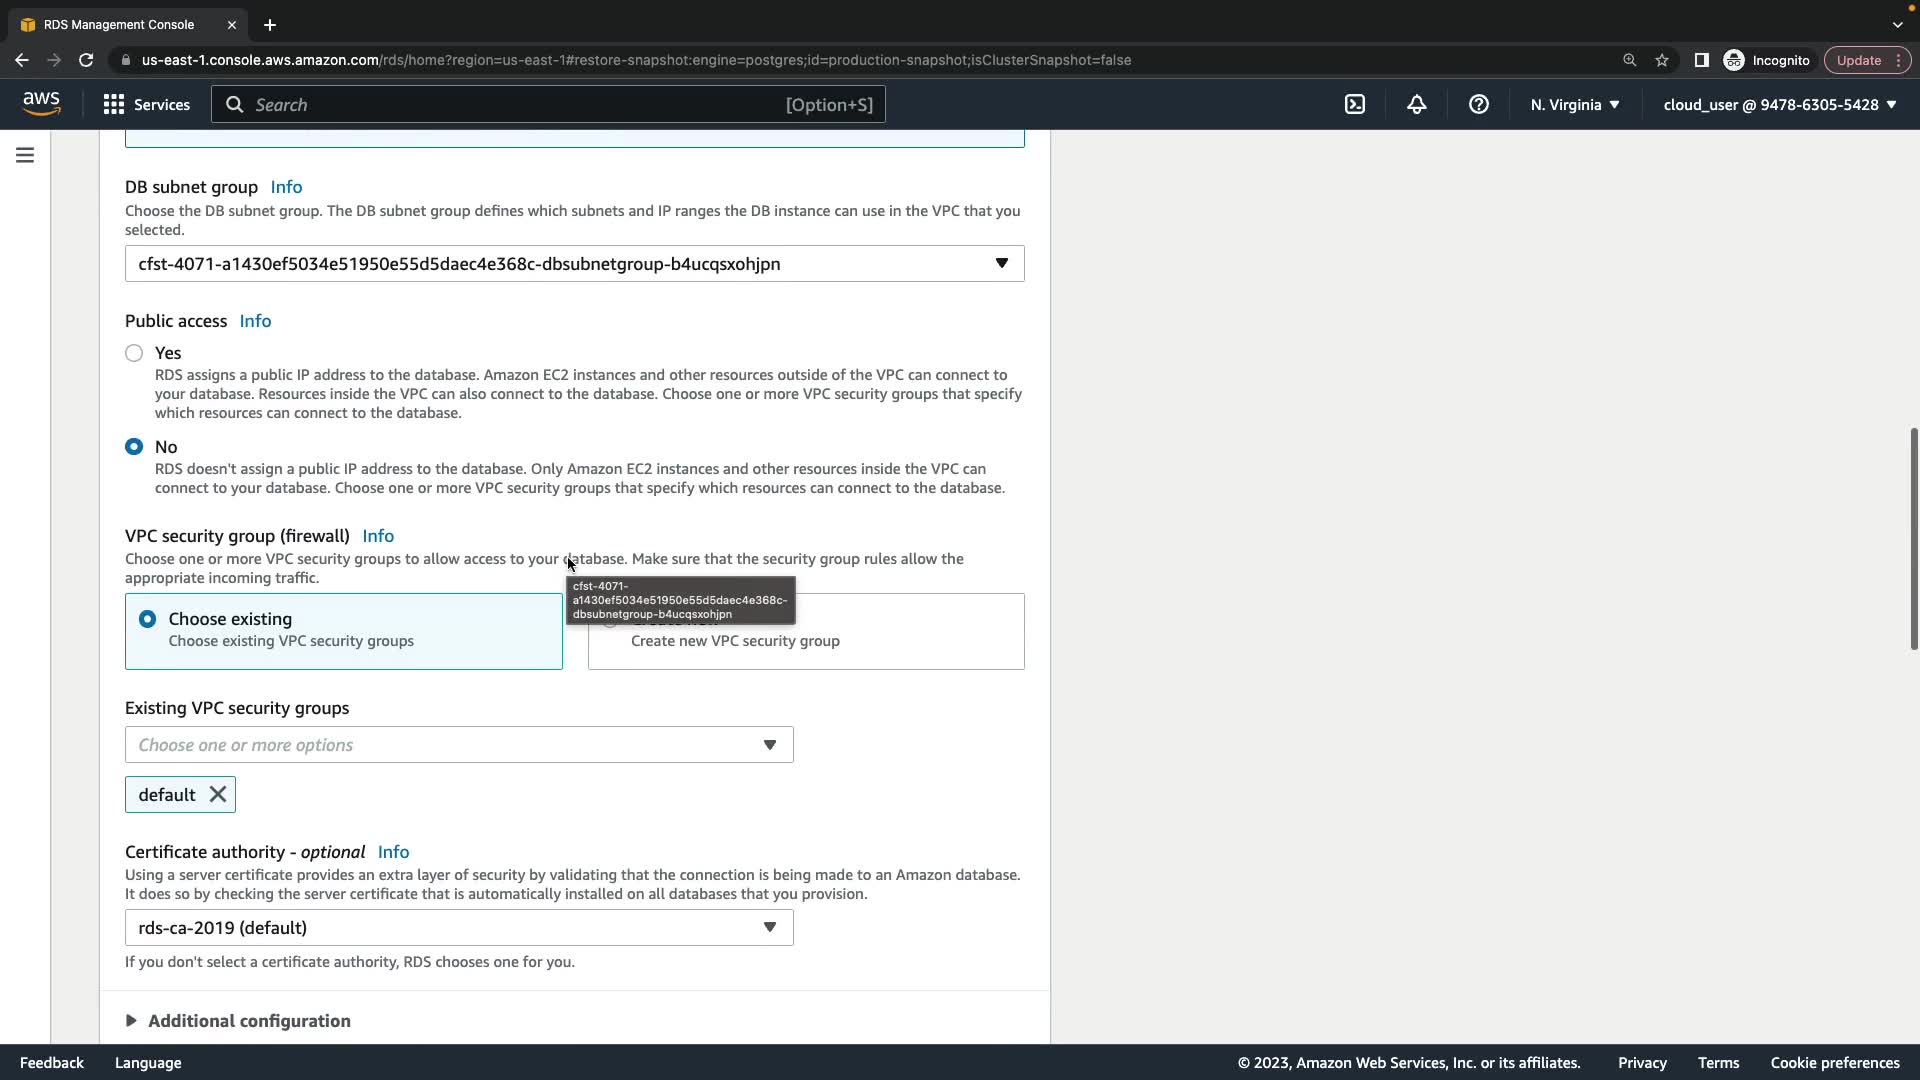 RDS Management Console
us-east-1.console.aws.amazon.com/rds/home?region=us-east-1#restore-snapshot:engine=postgres;id=production-snapshot;isClusterSnapshot=false
Incognito
Update
aws
Services
Search
[Option+S]
N. Virginia
cloud_user @ 9478-6305-5428
DB subnet group Info
Choose the DB subnet group. The DB subnet group defines which subnets and IP ranges the DB instance can use in the VPC that you
selected.
cfst-4071-a1430ef5034e51950e55d5daec4e368c-dbsubnetgroup-b4ucqsxohjpn
Public access Info
Yes
RDS assigns a public IP address to the database. Amazon EC2 instances and other resources outside of the VPC can connect to
your database. Resources inside the VPC can also connect to the database. Choose one or more VPC security groups that specify
which resources can connect to the database.
No
RDS doesn't assign a public IP address to the database. Only Amazon EC2 instances and other resources inside the VPC can
connect to your database. Choose one or more VPC security groups that specify which resources can connect to the database.
VPC security group (firewall) Info
Choose one or more VPC security groups to allow access to your database. Make sure that the security group rules allow the
appropriate incoming traffic.
cfst-4071-
a1430ef5034e51950e55d5daec4e368c-
dbsubnetgroup-b4ucqsxohjpn
Choose existing
Choose existing VPC security groups
Create new VPC security group
Existing VPC security groups
Choose one or more options
default
Certificate authority - optional Info
Using a server certificate provides an extra layer of security by validating that the connection is being made to an Amazon database.
It does so by checking the server certificate that is automatically installed on all databases that you provision.
rds-ca-2019 (default)
If you don't select a certificate authority, RDS chooses one for you.
Additional configuration
Feedback
Language
© 2023, Amazon Web Services, Inc. or its affiliates.
Privacy
Terms
Cookie preferences